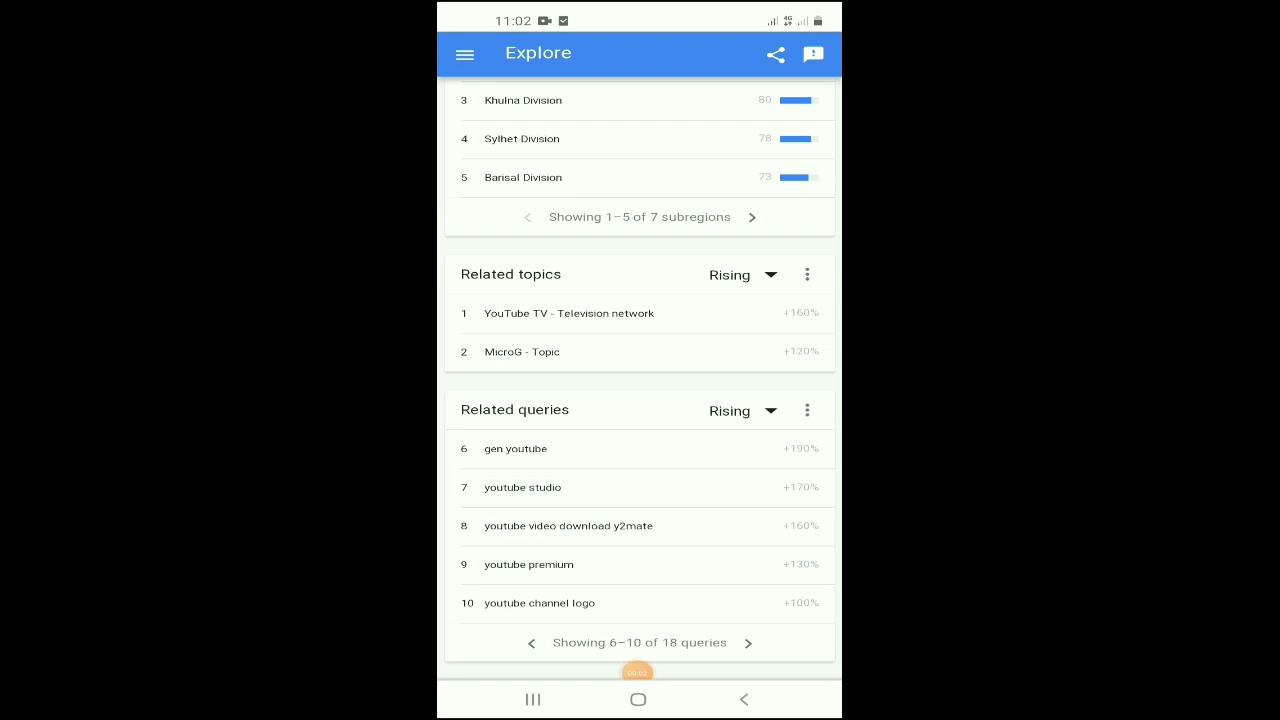 11:02
4G
Explore
3 Khulna Division 80
4 Sylhet Division 78
5 Barisal Division 73
Showing 1–5 of 7 subregions
Related topics Rising
1 YouTube TV - Television network +160%
2 MicroG - Topic +120%
Related queries Rising
6 gen youtube +190%
7 youtube studio +170%
8 youtube video download y2mate +160%
9 youtube premium +130%
10 youtube channel logo +100%
Showing 6–10 of 18 queries
00:02